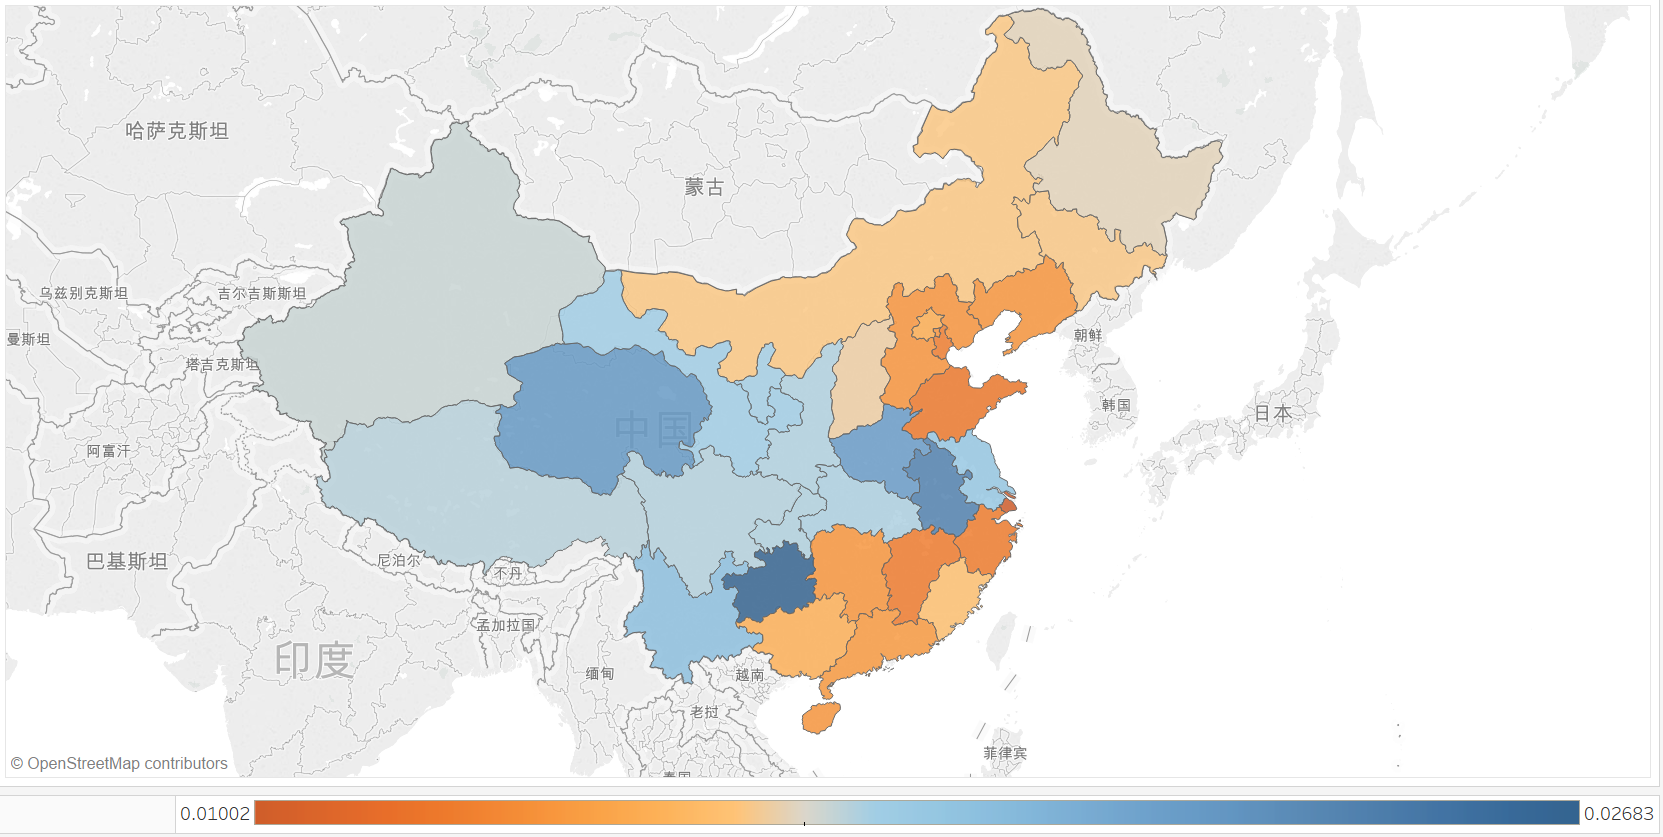 哈萨克斯坦
蒙古
乌兹别克斯坦
吉尔吉斯斯坦
曼斯坦
朝鲜
塔吉克斯坦
韩国
日本
中国
阿富汗
巴基斯坦
尼泊尔
不丹
孟加拉国
印度
缅甸
越南
老挝
菲律宾
© OpenStreetMap contributors
0.01002
0.02683